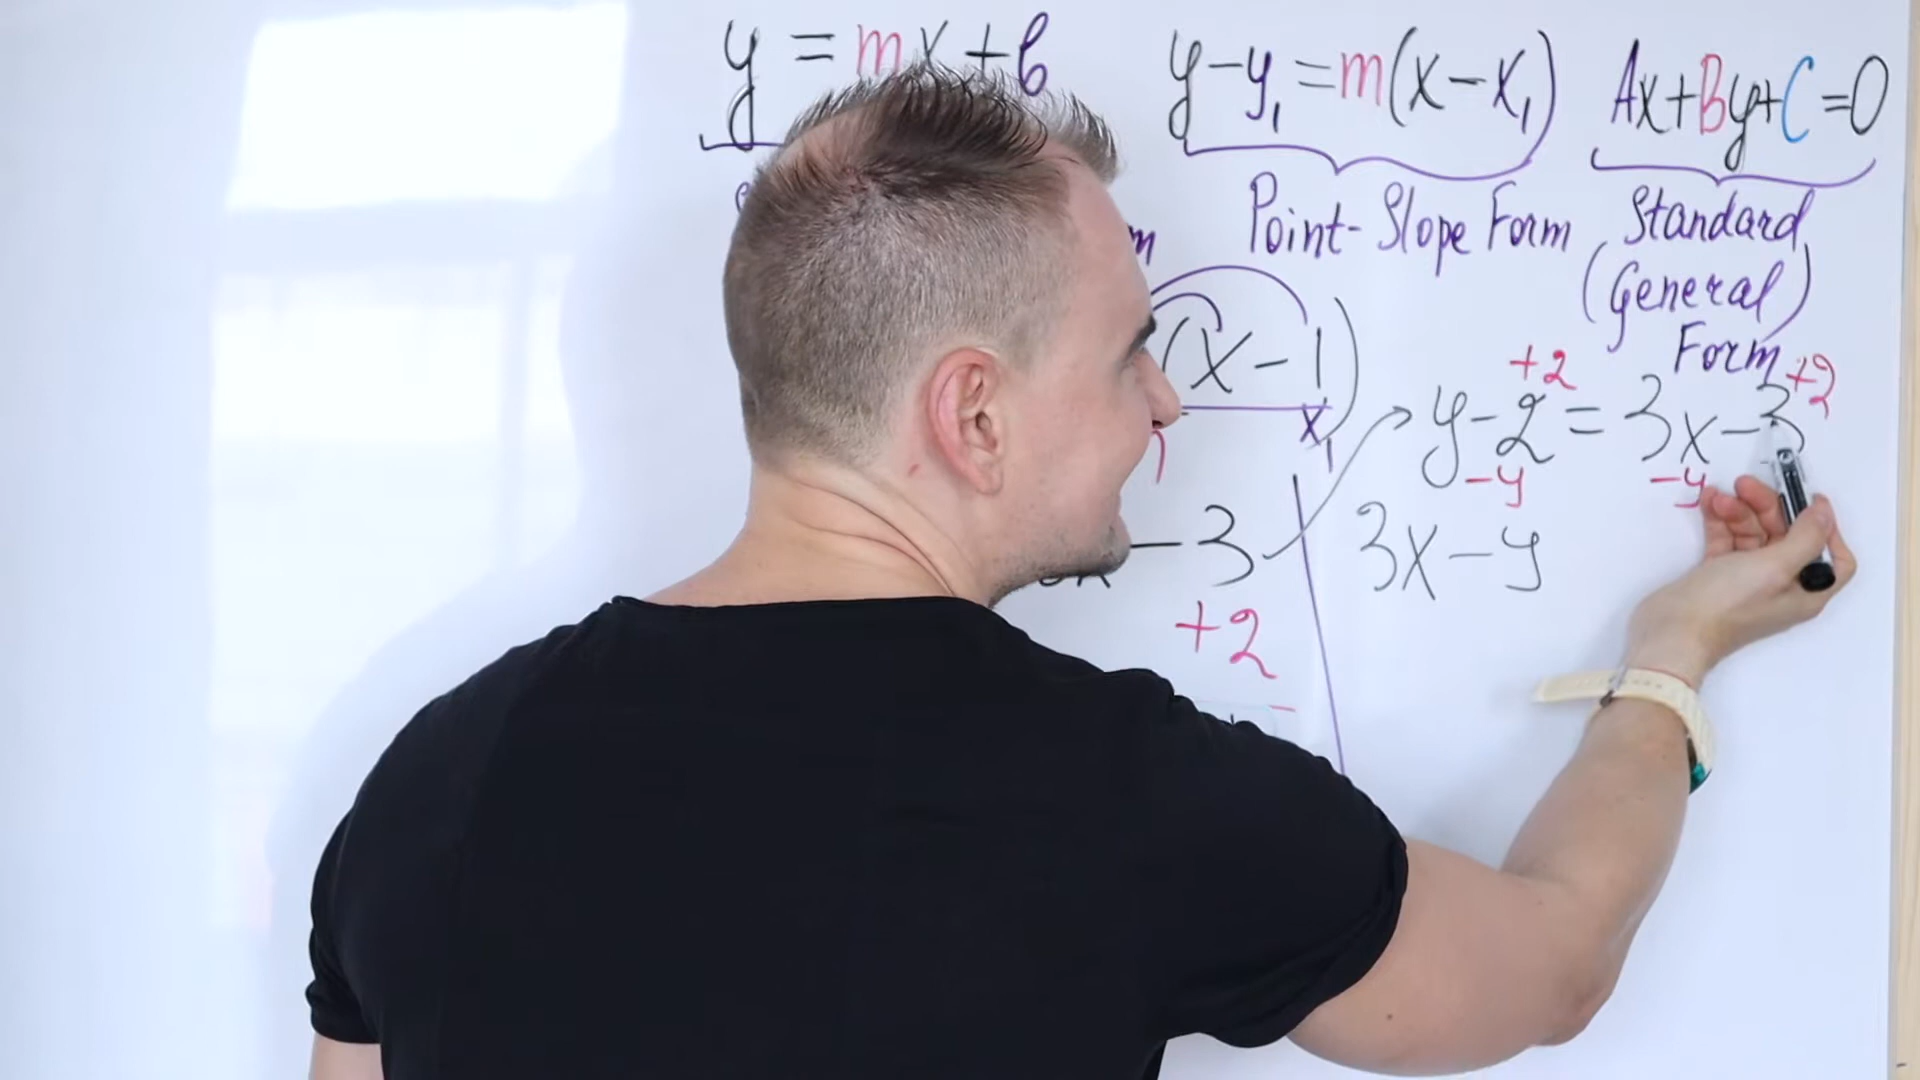 y = mx + b
y - y₁ = m(x - x₁)
Ax + By + C = 0
Point-Slope Form
Standard
(General)
Form
(x - 1)
x₁
+2 +2
y - 2 = 3x - 3
-y -y
- 3
3x - y
+2